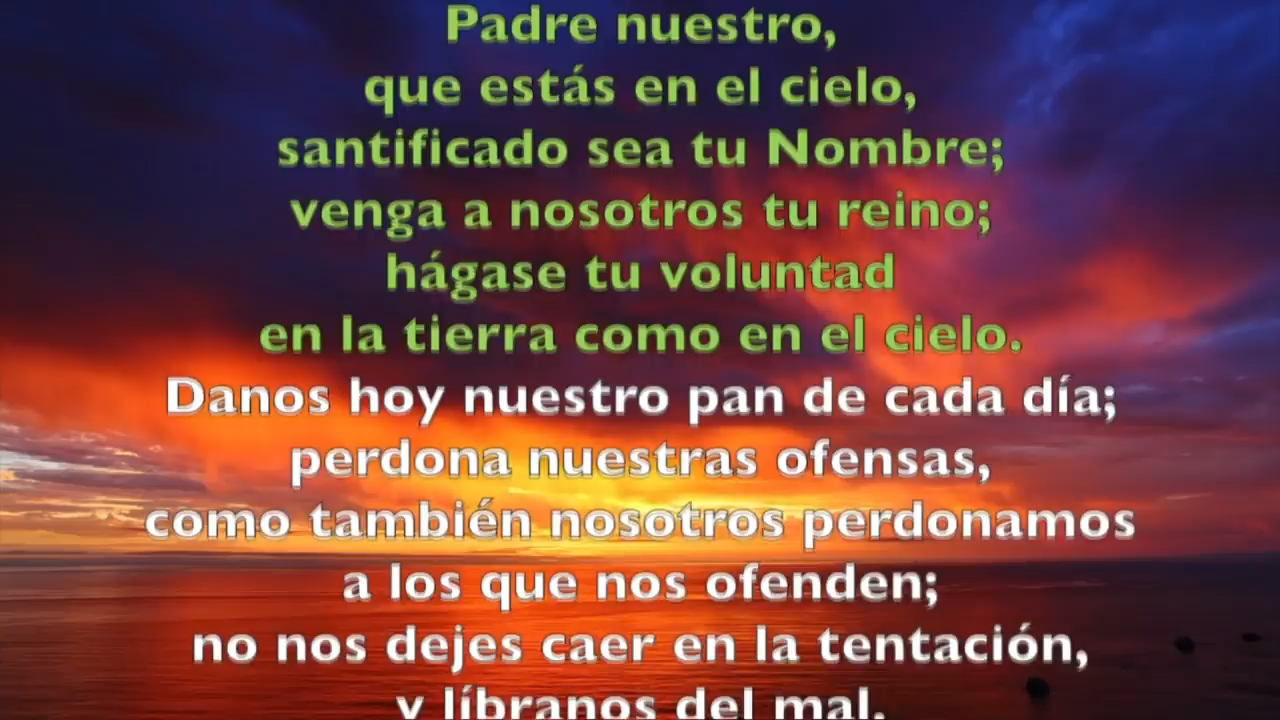 Padre nuestro,
que estás en el cielo,
santificado sea tu Nombre;
venga a nosotros tu reino;
hágase tu voluntad
en la tierra como en el cielo.
Danos hoy nuestro pan de cada día;
perdona nuestras ofensas,
como también nosotros perdonamos
a los que nos ofenden;
no nos dejes caer en la tentación,
y líbranos del mal.